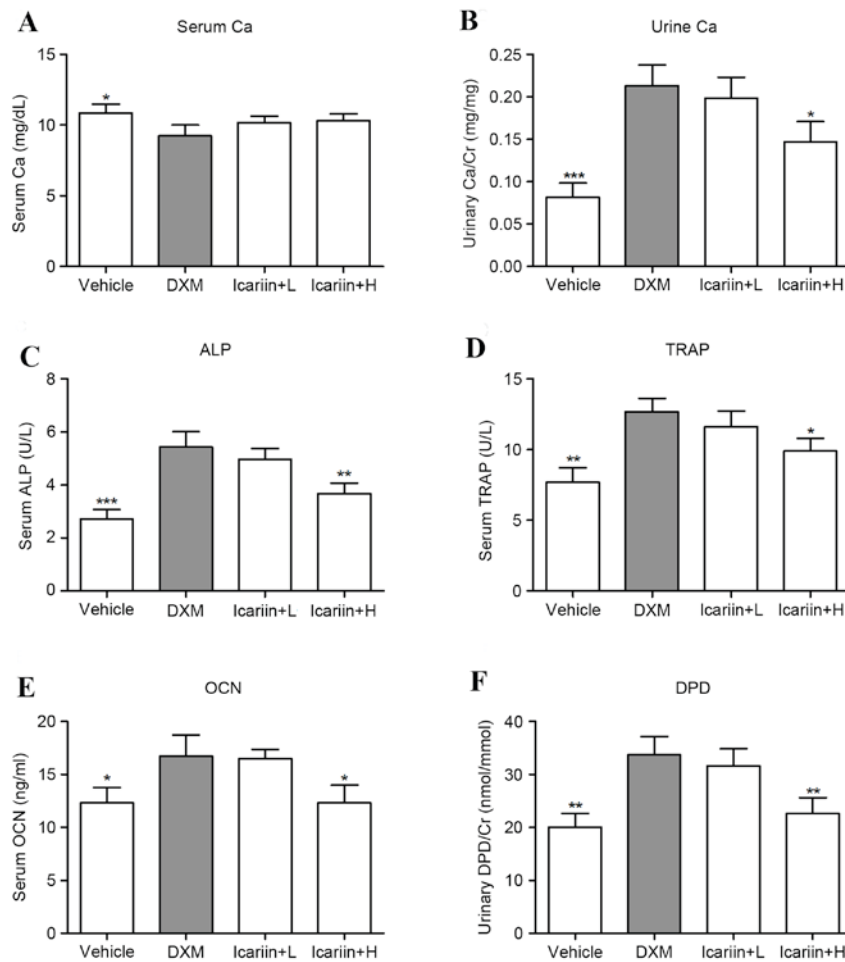 A
Serum Ca
Serum Ca (mg/dL)
15
10
5
0
*
Vehicle DXM Icariin+L Icariin+H
B
Urine Ca
Urinary Ca/Cr (mg/mg)
0.25
0.20
0.15
0.10
0.05
0.00
***
*
Vehicle DXM Icariin+L Icariin+H
C
ALP
Serum ALP (U/L)
8
6
4
2
0
***
**
Vehicle DXM Icariin+L Icariin+H
D
TRAP
Serum TRAP (U/L)
15
10
5
0
**
*
Vehicle DXM Icariin+L Icariin+H
E
OCN
Serum OCN (ng/ml)
20
15
10
5
0
*
*
Vehicle DXM Icariin+L Icariin+H
F
DPD
Urinary DPD/Cr (nmol/mmol)
40
30
20
10
0
**
**
Vehicle DXM Icariin+L Icariin+H